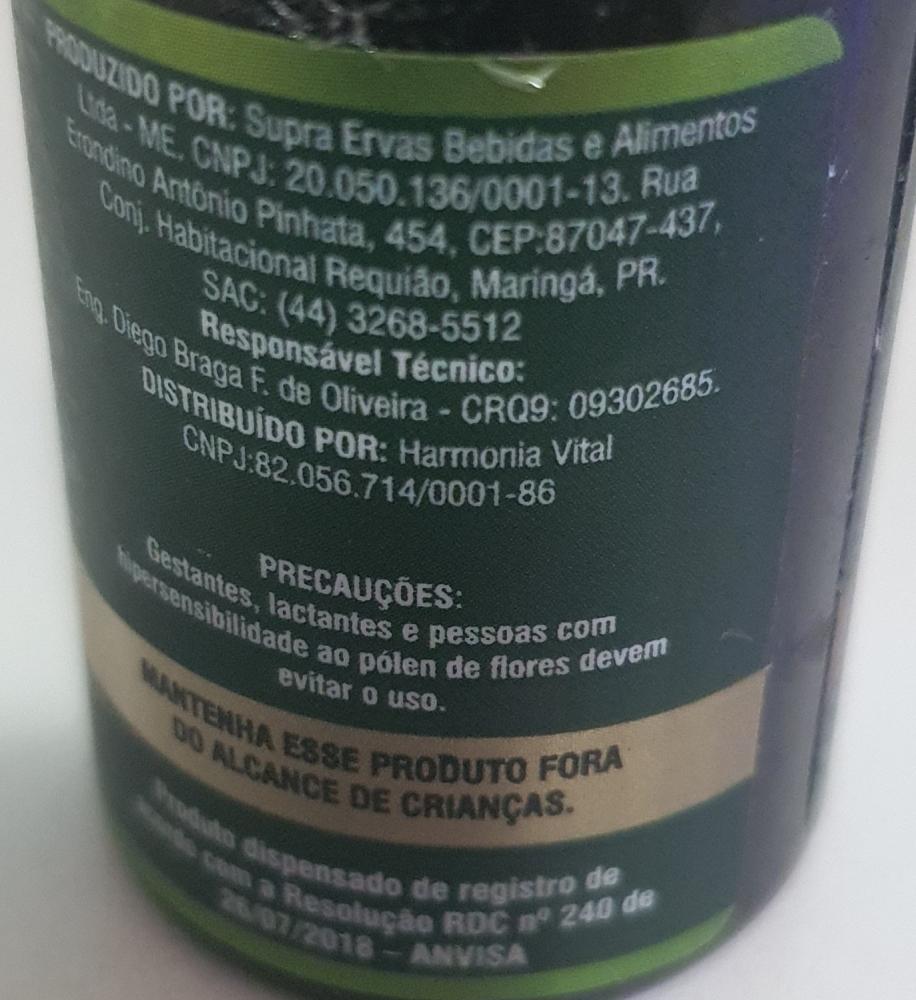 PRODUZIDO POR: Supra Ervas Bebidas e Alimentos
Ltda - ME. CNPJ: 20.050.136/0001-13. Rua
Erondino Antônio Pinhata, 454, CEP:87047-437,
Conj. Habitacional Requião, Maringá, PR.
SAC: (44) 3268-5512
Responsável Técnico:
Eng. Diego Braga F. de Oliveira - CRQ9: 09302685.
DISTRIBUÍDO POR: Harmonia Vital
CNPJ:82.056.714/0001-86
PRECAUÇÕES:
Gestantes, lactantes e pessoas com
hipersensibilidade ao pólen de flores devem
evitar o uso.
MANTENHA ESSE PRODUTO FORA
DO ALCANCE DE CRIANÇAS.
Produto dispensado de registro de
acordo com a Resolução RDC nº 240 de
26/07/2018 - ANVISA